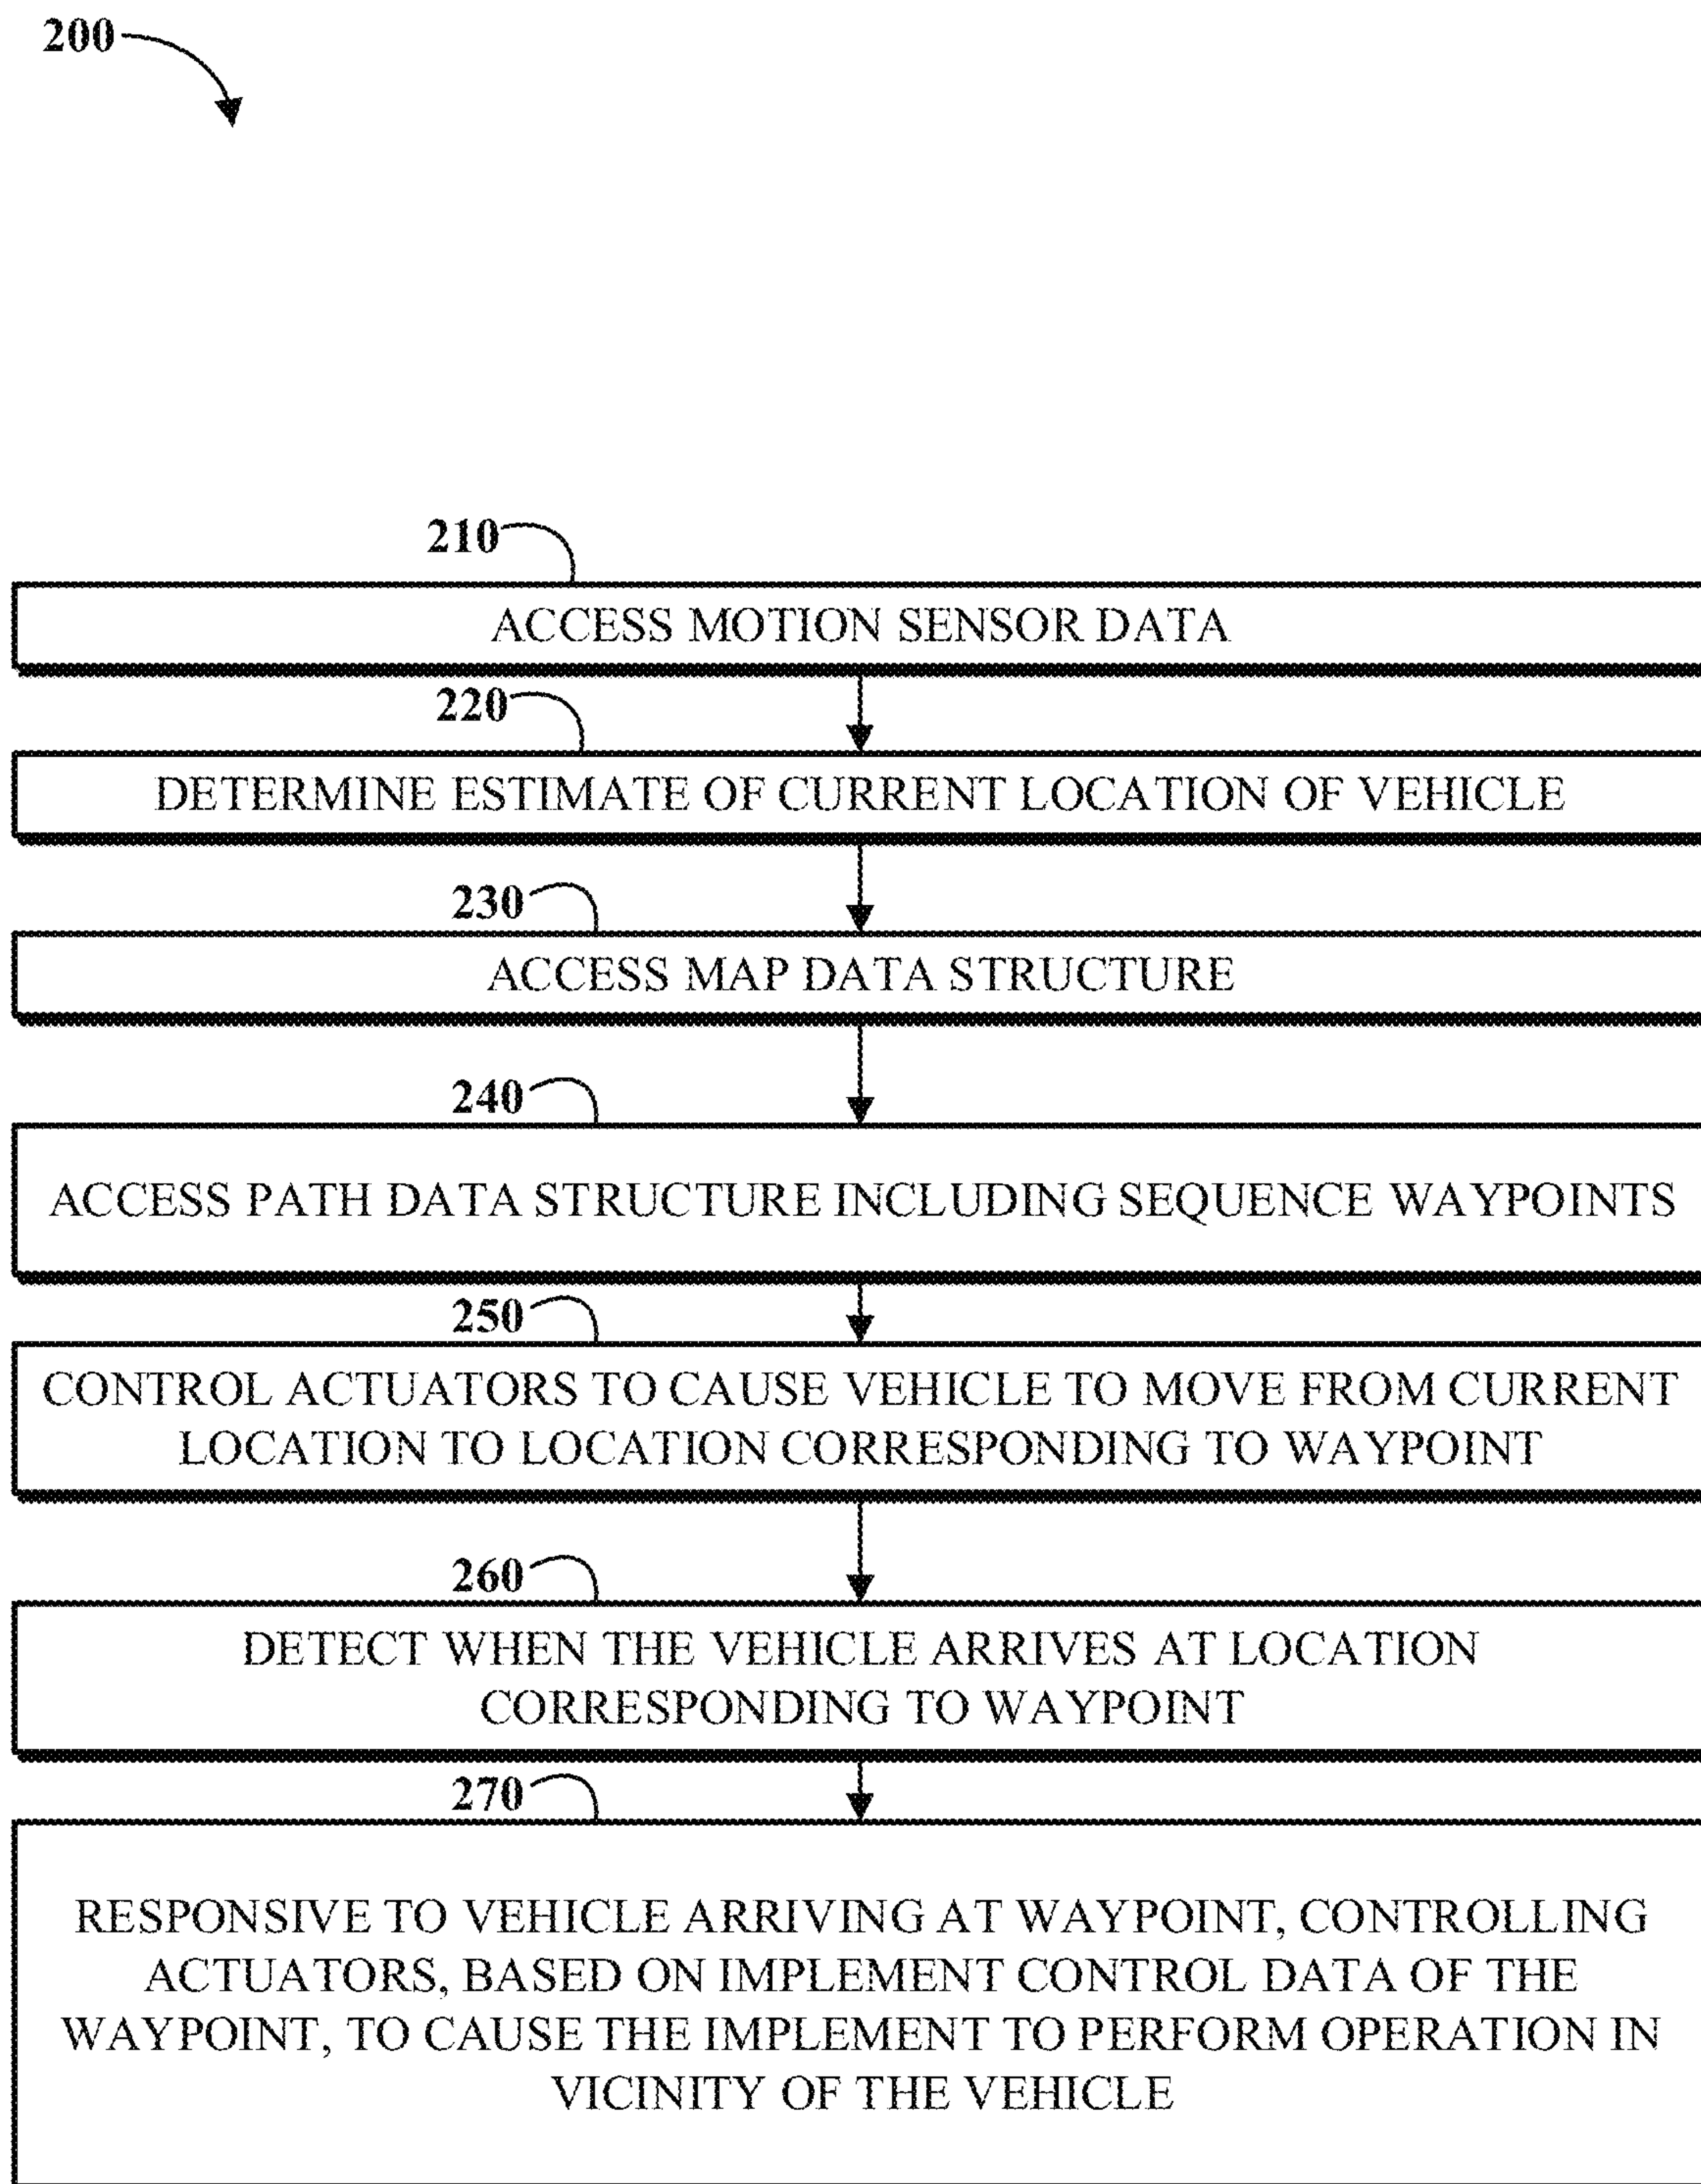 200
210
ACCESS MOTION SENSOR DATA
220
DETERMINE ESTIMATE OF CURRENT LOCATION OF VEHICLE
230
ACCESS MAP DATA STRUCTURE
240
ACCESS PATH DATA STRUCTURE INCLUDING SEQUENCE WAYPOINTS
250
CONTROL ACTUATORS TO CAUSE VEHICLE TO MOVE FROM CURRENT
LOCATION TO LOCATION CORRESPONDING TO WAYPOINT
260
DETECT WHEN THE VEHICLE ARRIVES AT LOCATION
CORRESPONDING TO WAYPOINT
270
RESPONSIVE TO VEHICLE ARRIVING AT WAYPOINT, CONTROLLING
ACTUATORS, BASED ON IMPLEMENT CONTROL DATA OF THE
WAYPOINT, TO CAUSE THE IMPLEMENT TO PERFORM OPERATION IN
VICINITY OF THE VEHICLE